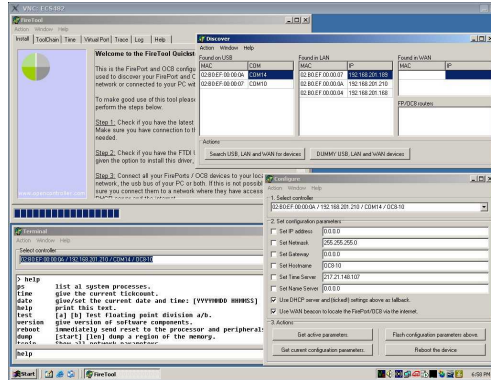 VNC: ECS482
FireTool
Action Window Help
Install ToolChain Time Virtual Port Trace Log Help
Welcome to the FireTool Quickst
This is the FirePort and OC8 configu
used to discover your FirePort and C
network or connected to your PC wit
To make good use of this tool pleas
perform the steps below.
Step 1: Check if you have the latest
Make sure you have connection to th
needed.
Step 2: Check if you have the FTDI
given the option to install this driver,
Step 3: Connect all your FirePorts / OC8 devices to your loca
network, the usb bus of your PC or both. If this is not possibl
sure you connect them to a network where they have access
Discover
Action Window Help
Found on USB
MAC COM
02:B0:EF:00:00:0A COM14
02:B0:EF:00:00:07 COM10
Found in LAN
MAC IP
02:B0:EF:00:00:07 192.168.201.189
02:B0:EF:00:00:0A 192.168.201.210
02:B0:EF:00:00:04 192.168.201.168
Found in WAN
MAC IP
FP/OC8 routers
Actions
Search USB, LAN and WAN for devices
DUMMY USB, LAN and WAN devices
Configure
Action Window Help
1. Select controller
02:B0:EF:00:00:0A / 192.168.201.210 / COM14 / OC8-10
2. Set configuration parameters
Set IP address 0.0.0.0
Set Netmask 255.255.255.0
Set Gateway 0.0.0.0
Set Hostname OC8-10
Set Time Server 217.21.148.107
Set Name Server 0.0.0.0
Use DHCP server and (ticked) settings above as fallback.
Use WAN beacon to locate the FirePort/OC8 via the internet.
3. Actions
Get active parameters.
Flash configuration parameters above.
Get current configuration parameters.
Reboot the device
Terminal
Action Window Help
Select controller
02:B0:EF:00:00:0A / 192.168.201.210 / COM14 / OC8-10
> help
ps list al system processes.
time give the current tickcount.
date give/set the current date and time: [YYYYMMDD HHMMSS]
help print this text.
test [a] [b] Test floating point division a/b.
version give version of software components.
reboot immediately send reset to the processor and peripherals
dump [start] [len] dump a region of the memory.
help
Start
FireTool
6:58 PM